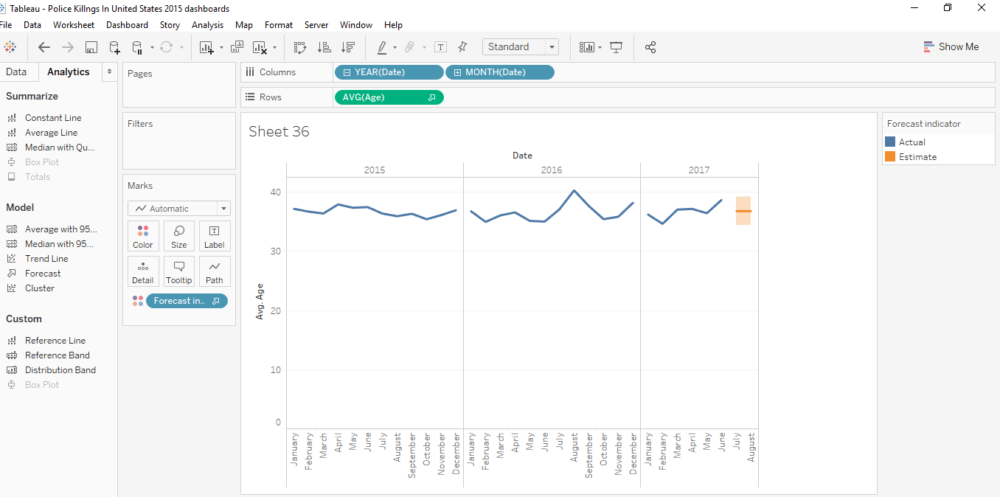 Tableau - Police Killngs In United States 2015 dashboards
File Data Worksheet Dashboard Story Analysis Map Format Server Window Help
Standard
Show Me
Data Analytics
Summarize
Constant Line
Average Line
Median with Qu...
Box Plot
Totals
Model
Average with 95...
Median with 95...
Trend Line
Forecast
Cluster
Custom
Reference Line
Reference Band
Distribution Band
Box Plot
Pages
Filters
Marks
Automatic
Color Size Label
Detail Tooltip Path
Forecast in..
Columns YEAR(Date) MONTH(Date)
Rows AVG(Age)
Sheet 36
Date
2015 2016 2017
Avg. Age
40
30
20
10
0
January February March April May June July August September October November December January February March April May June July August September October November December January February March April May June July August
Forecast indicator
Actual
Estimate